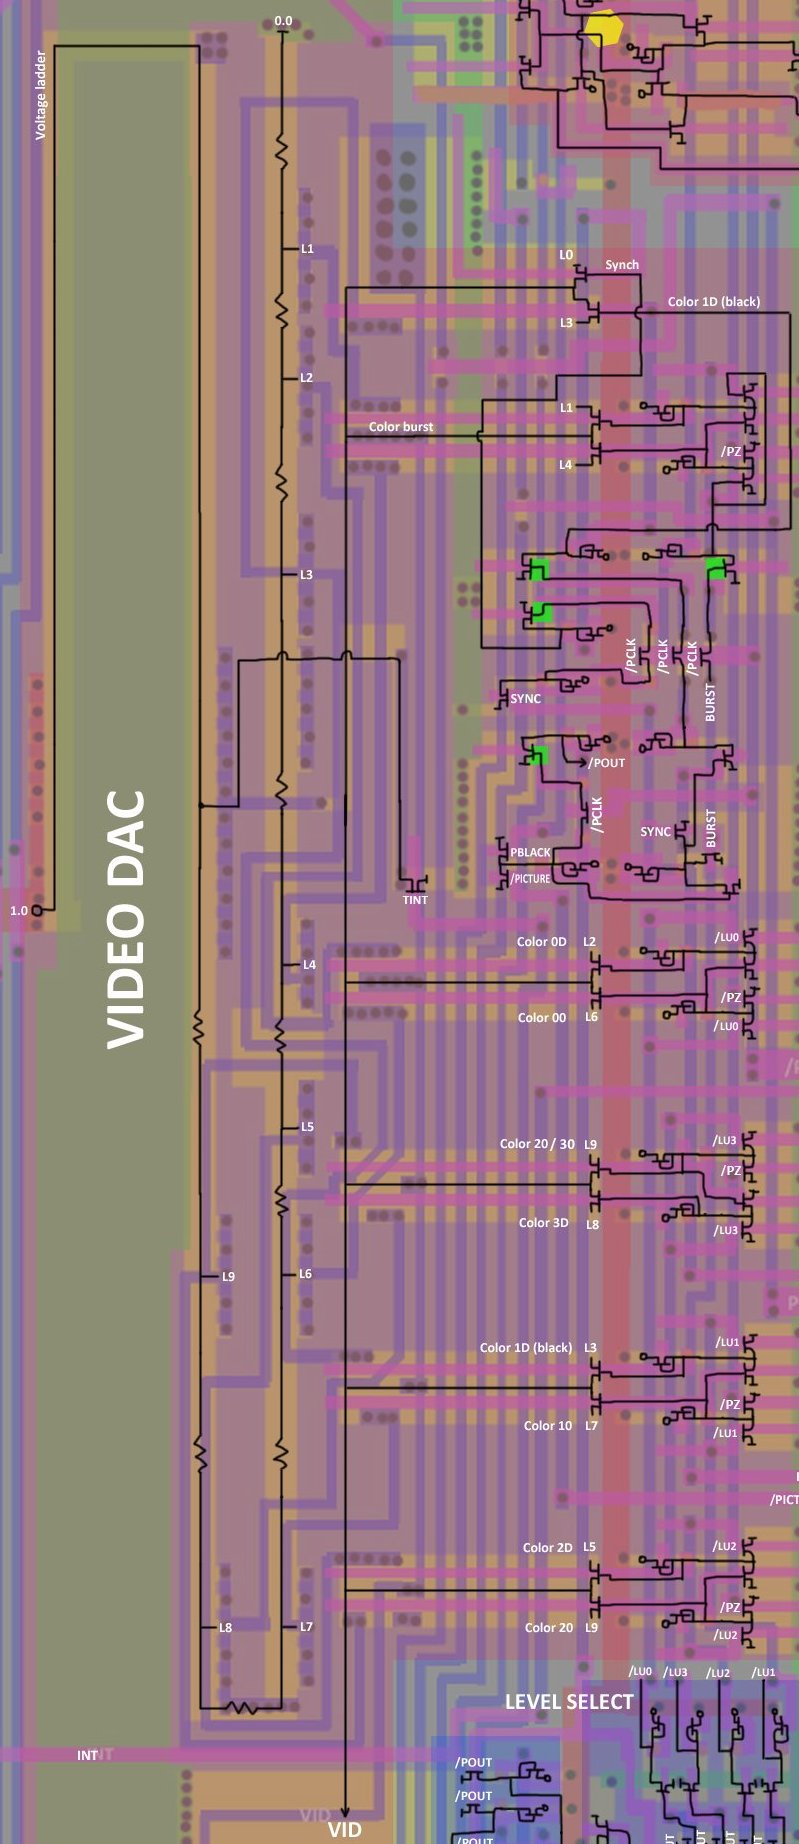 0.0
Voltage ladder
L1
L0
Synch
Color 1D (black)
L3
L2
L1
Color burst
/PZ
L4
L3
/PCLK
/PCLK
/PCLK
BURST
SYNC
/POUT
/PCLK
SYNC
BURST
PBLACK
/PICTURE
TINT
1.0
VIDEO DAC
Color 0D L2
/LU0
L4
/PZ
Color 00 L6
/LU0
L5
Color 20 / 30 L9
/LU3
/PZ
Color 3D L8
/LU3
L9
L6
Color 1D (black) L3
/LU1
/PZ
Color 10 L7
/LU1
/PICT
Color 2D L5
/LU2
/PZ
Color 20 L9
/LU2
L8
L7
/LU0 /LU3 /LU2 /LU1
LEVEL SELECT
INT
/POUT
/POUT
VID
VID
/POUT
UT
UT
UT
UT